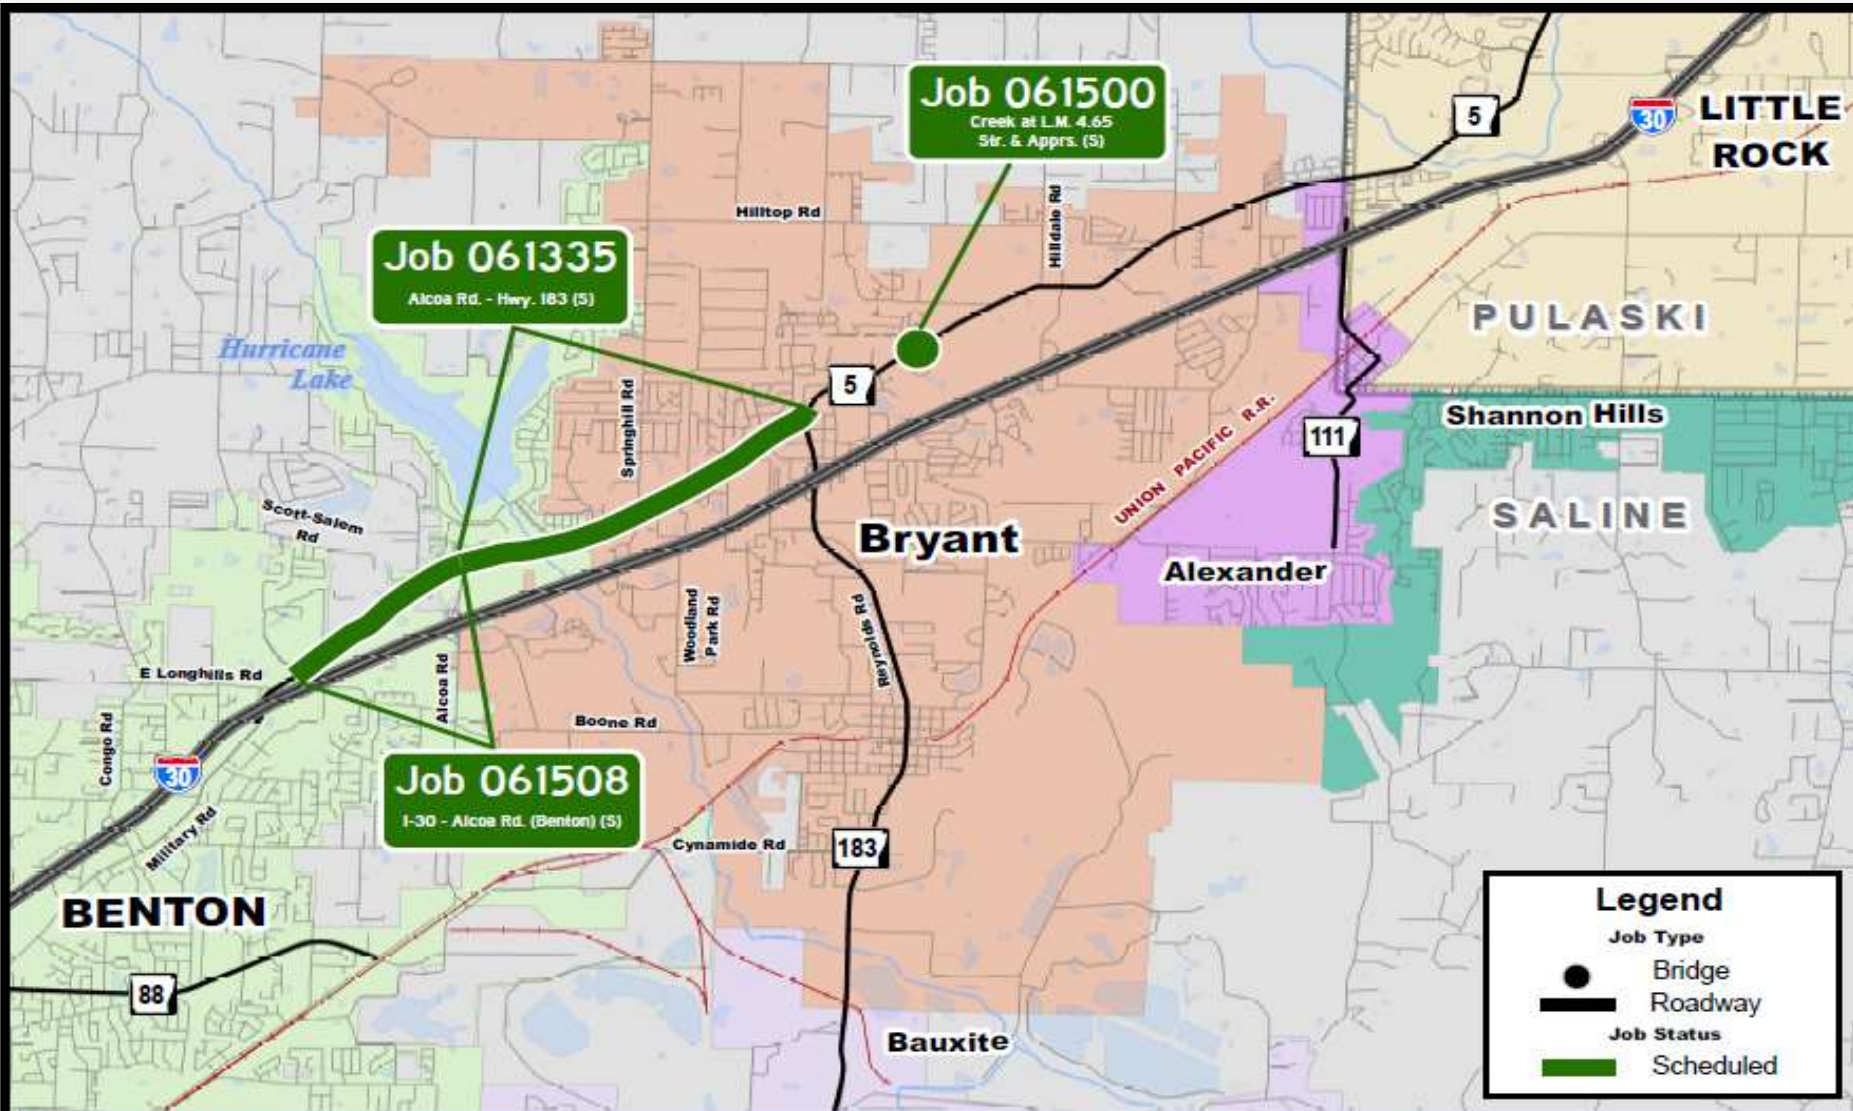 Job 061500
Creek at L.M. 4.65
Str. & Apprs. (S)
5
30
LITTLE
ROCK
Hilltop Rd
Hilldale Rd
Job 061335
Alcoa Rd. - Hwy. 183 (S)
PULASKI
Hurricane
Lake
5
Springhill Rd
UNION PACIFIC R.R.
111
Shannon Hills
SALINE
Scott-Salem
Rd
Bryant
Alexander
Woodland
Park Rd
Reynolds Rd
E Longhills Rd
Alcoa Rd
Boone Rd
Congo Rd
30
Job 061508
I-30 - Alcoa Rd. (Benton) (S)
Military Rd
Cynamide Rd
183
BENTON
88
Bauxite
Legend
Job Type
Bridge
Roadway
Job Status
Scheduled